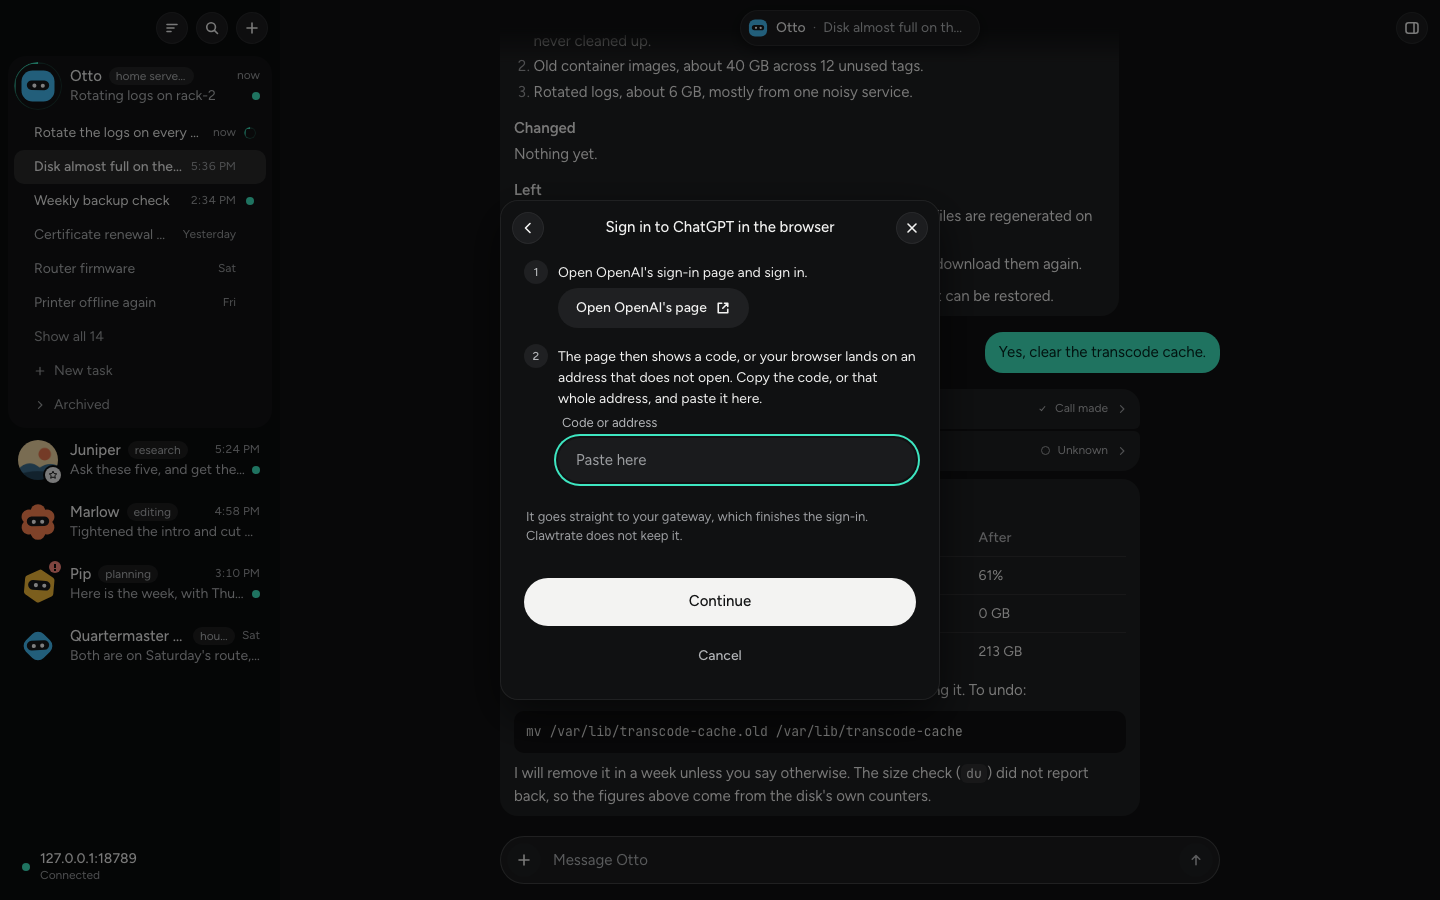 Otto home serve... now
Rotating logs on rack-2
Rotate the logs on every ... now
Disk almost full on the... 5:36 PM
Weekly backup check 2:34 PM
Certificate renewal ... Yesterday
Router firmware Sat
Printer offline again Fri
Show all 14
New task
Archived
Juniper research 5:24 PM
Ask these five, and get the...
Marlow editing 4:58 PM
Tightened the intro and cut ...
Pip planning 3:10 PM
Here is the week, with Thu...
Quartermaster ... hou... Sat
Both are on Saturday's route,...
127.0.0.1:18789
Connected
Otto · Disk almost full on th...
never cleaned up.
2. Old container images, about 40 GB across 12 unused tags.
3. Rotated logs, about 6 GB, mostly from one noisy service.
Changed
Nothing yet.
Left
files are regenerated on
download them again.
can be restored.
Yes, clear the transcode cache.
Call made
Unknown
After
61%
0 GB
213 GB
it. To undo:
mv /var/lib/transcode-cache.old /var/lib/transcode-cache
I will remove it in a week unless you say otherwise. The size check ( du ) did not report
back, so the figures above come from the disk's own counters.
Message Otto
Sign in to ChatGPT in the browser
1 Open OpenAI's sign-in page and sign in.
Open OpenAI's page
2 The page then shows a code, or your browser lands on an
address that does not open. Copy the code, or that
whole address, and paste it here.
Code or address
Paste here
It goes straight to your gateway, which finishes the sign-in.
Clawtrate does not keep it.
Continue
Cancel